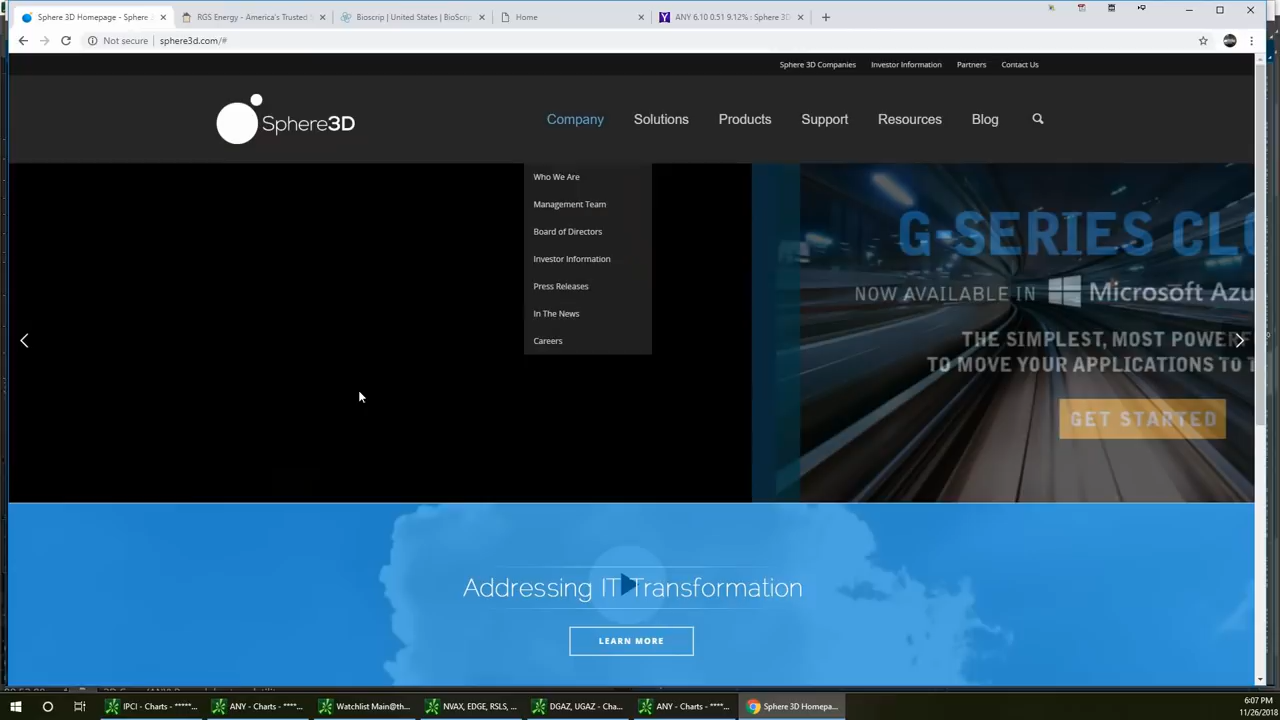 Sphere 3D Homepage - Sphere
RGS Energy - America's Trusted S
Bioscrip | United States | BioScrip
Home
ANY 6.10 0.51 9.12% : Sphere 3D
Not secure | sphere3d.com/#
Sphere 3D Companies Investor Information Partners Contact Us
Sphere3D
Company Solutions Products Support Resources Blog
Who We Are
Management Team
Board of Directors
Investor Information
Press Releases
In The News
Careers
G-SERIES CLO
NOW AVAILABLE IN Microsoft Azu
THE SIMPLEST, MOST POWERF
TO MOVE YOUR APPLICATIONS TO T
GET STARTED
Addressing IT Transformation
LEARN MORE
IPCI - Charts - *****...
ANY - Charts - ****...
Watchlist Main@th...
NVAX, EDGE, RSLS, ...
DGAZ, UGAZ - Cha...
ANY - Charts - ****...
Sphere 3D Homepa...
6:07 PM
11/26/2018